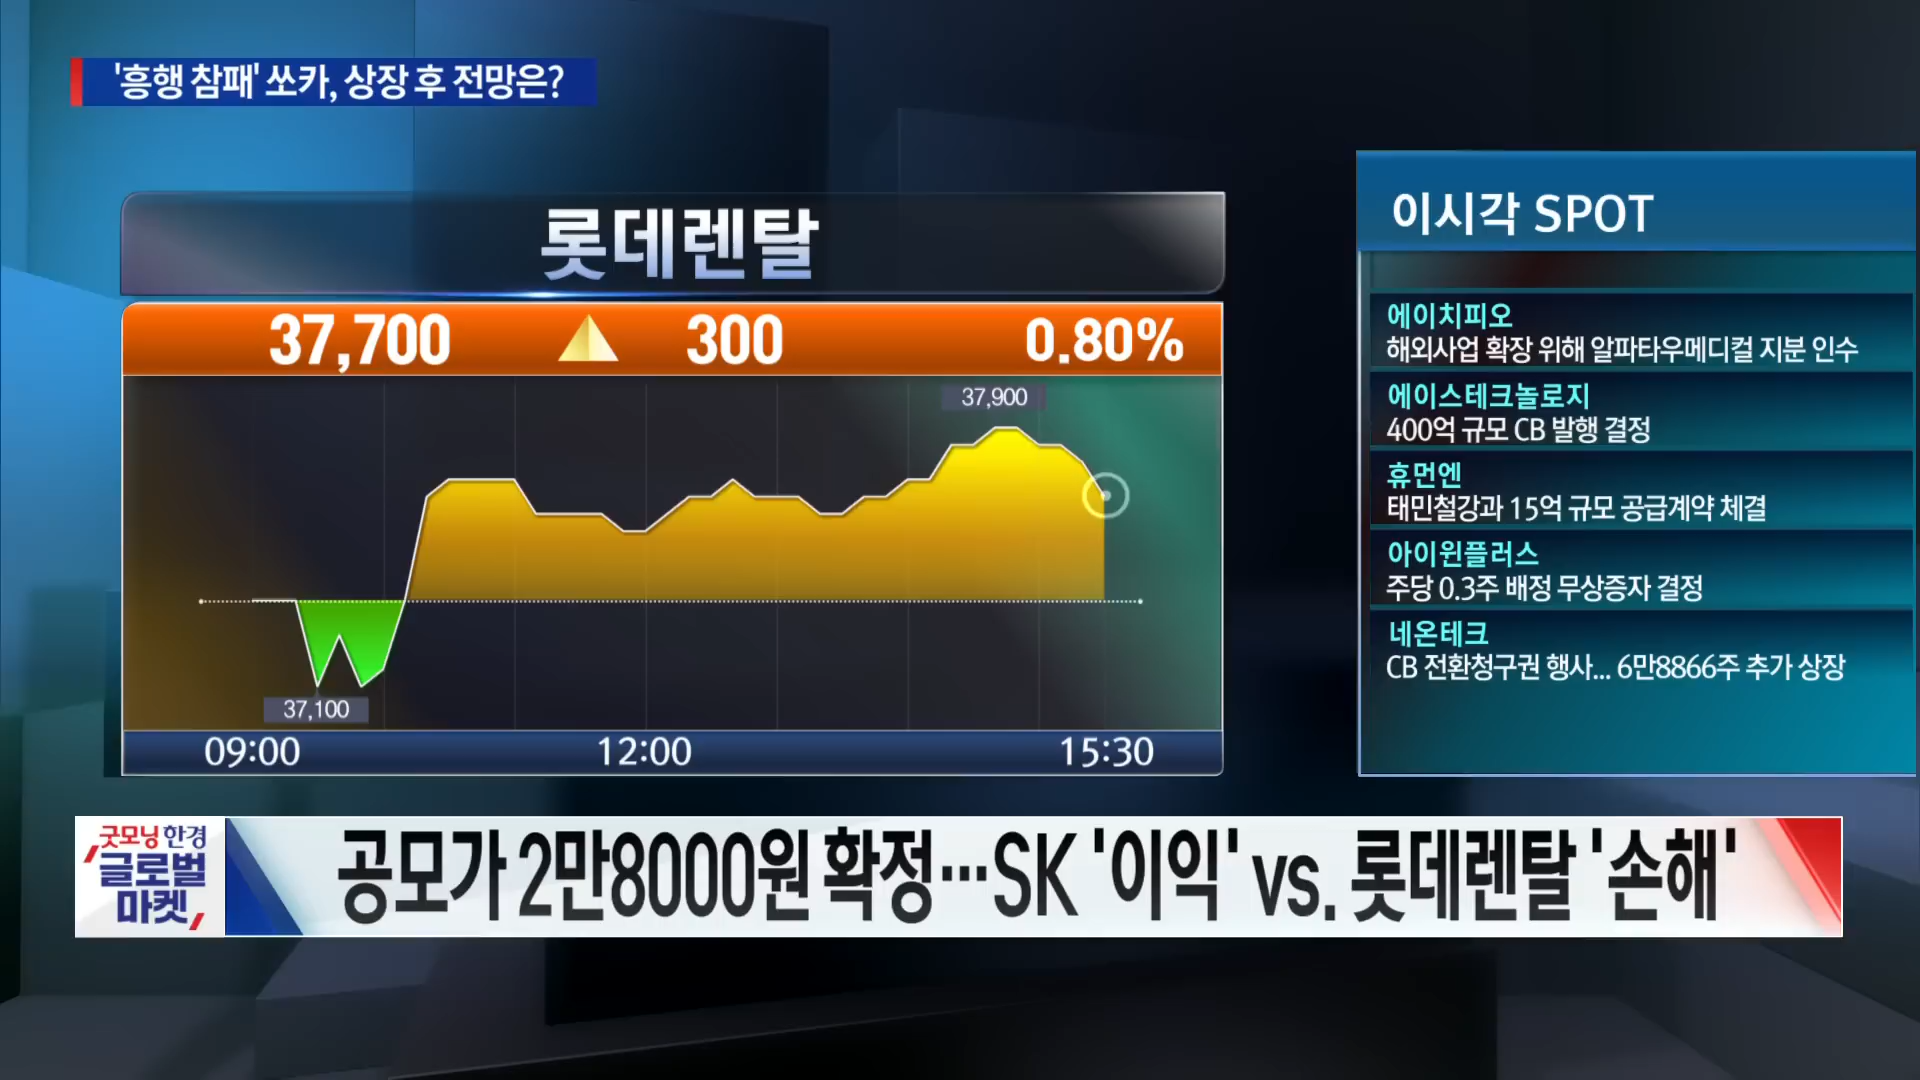 '흥행 참패' 쏘카, 상장 후 전망은?
롯데렌탈
37,700 ▲ 300 0.80%
37,900
37,100
09:00 12:00 15:30
이시각 SPOT
에이치피오
해외사업 확장 위해 알파타우메디컬 지분 인수
에이스테크놀로지
400억 규모 CB 발행 결정
휴먼엔
태민철강과 15억 규모 공급계약 체결
아이윈플러스
주당 0.3주 배정 무상증자 결정
네온테크
CB 전환청구권 행사... 6만8866주 추가 상장
굿모닝 한경
글로벌
마켓
공모가 2만8000원 확정…SK '이익' vs. 롯데렌탈 '손해'